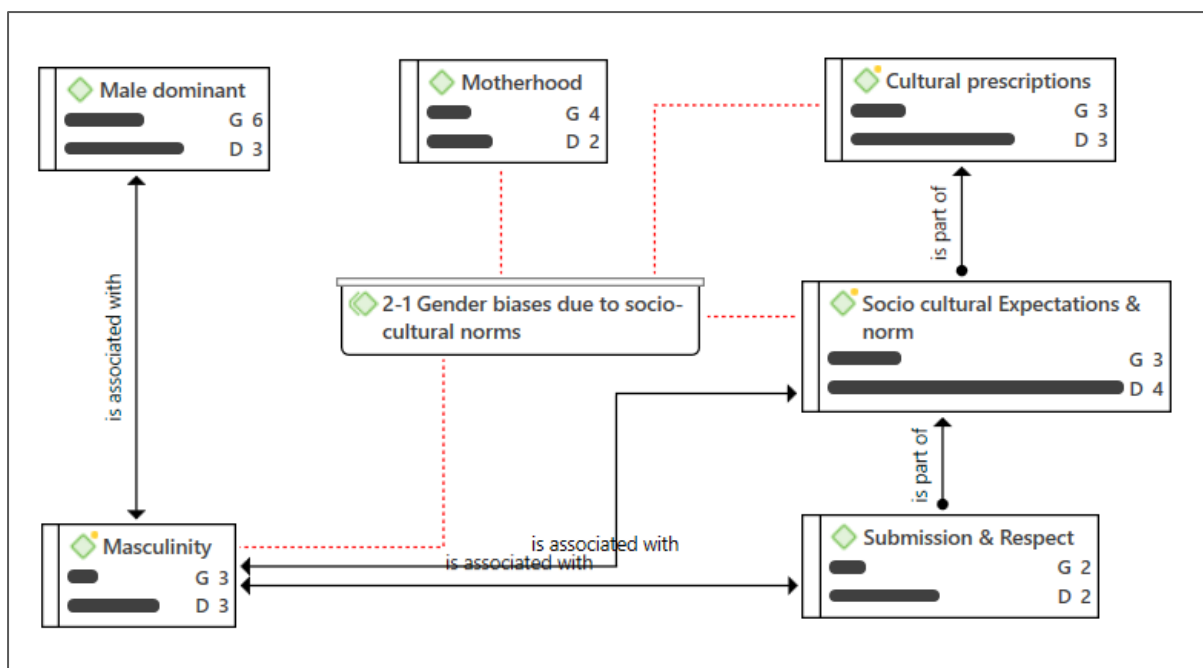 Male dominant
G 6
D 3
Motherhood
G 4
D 2
Cultural prescriptions
G 3
D 3
is part of
2-1 Gender biases due to socio-
cultural norms
Socio cultural Expectations &
norm
G 3
D 4
is associated with
is part of
Masculinity
G 3
D 3
is associated with
is associated with
Submission & Respect
G 2
D 2